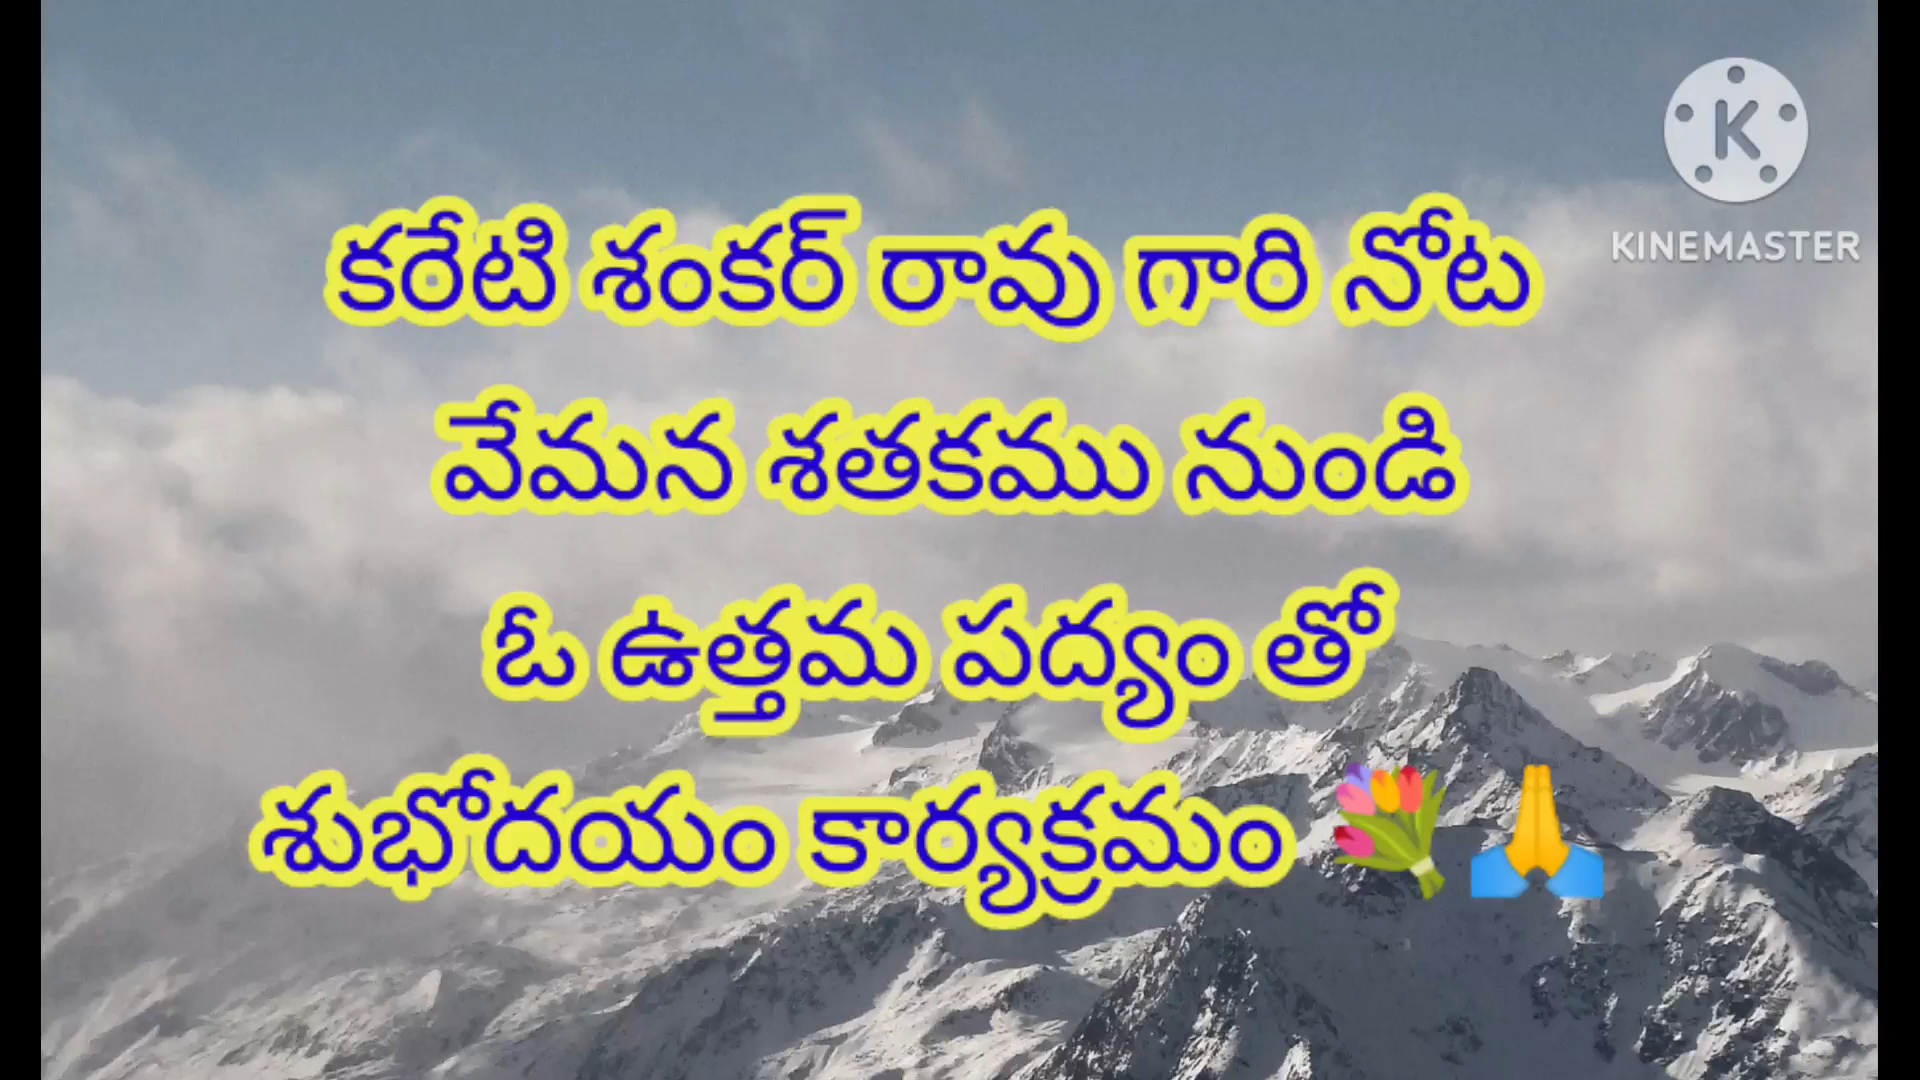 KINEMASTER
కరేటి శంకర్ రావు గారి నోట
వేమన శతకము నుండి
ఓ ఉత్తమ పద్యం తో
శుభోదయం కార్యక్రమం 💐🙏